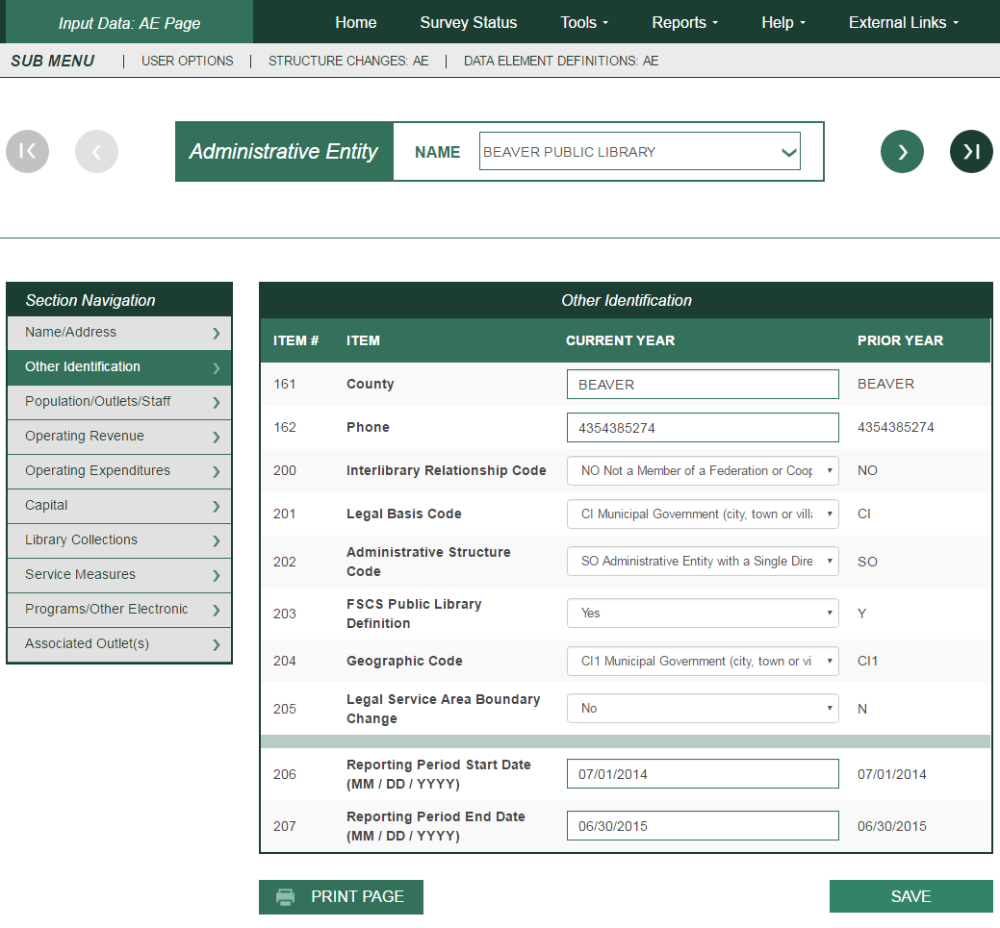 Input Data: AE Page Home Survey Status Tools Reports Help External Links
SUB MENU | USER OPTIONS | STRUCTURE CHANGES: AE | DATA ELEMENT DEFINITIONS: AE
Administrative Entity NAME BEAVER PUBLIC LIBRARY
Section Navigation
Name/Address
Other Identification
Population/Outlets/Staff
Operating Revenue
Operating Expenditures
Capital
Library Collections
Service Measures
Programs/Other Electronic
Associated Outlet(s)
Other Identification
ITEM # ITEM CURRENT YEAR PRIOR YEAR
161 County BEAVER BEAVER
162 Phone 4354385274 4354385274
200 Interlibrary Relationship Code NO Not a Member of a Federation or Coop NO
201 Legal Basis Code CI Municipal Government (city, town or villa CI
202 Administrative Structure Code SO Administrative Entity with a Single Dire SO
203 FSCS Public Library Definition Yes Y
204 Geographic Code CI1 Municipal Government (city, town or vi CI1
205 Legal Service Area Boundary Change No N
206 Reporting Period Start Date (MM / DD / YYYY) 07/01/2014 07/01/2014
207 Reporting Period End Date (MM / DD / YYYY) 06/30/2015 06/30/2015
PRINT PAGE SAVE